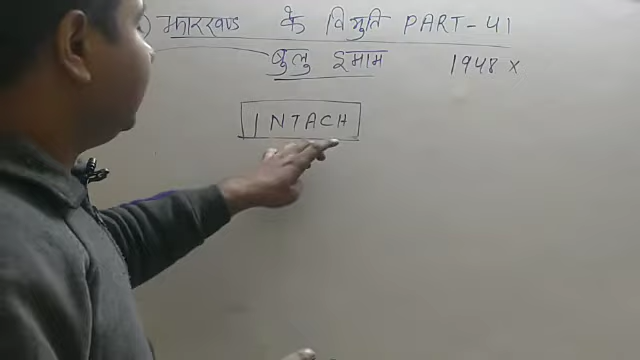 झारखण्ड के विभुति PART-41
बुलु इमाम 1948 x
INTACH